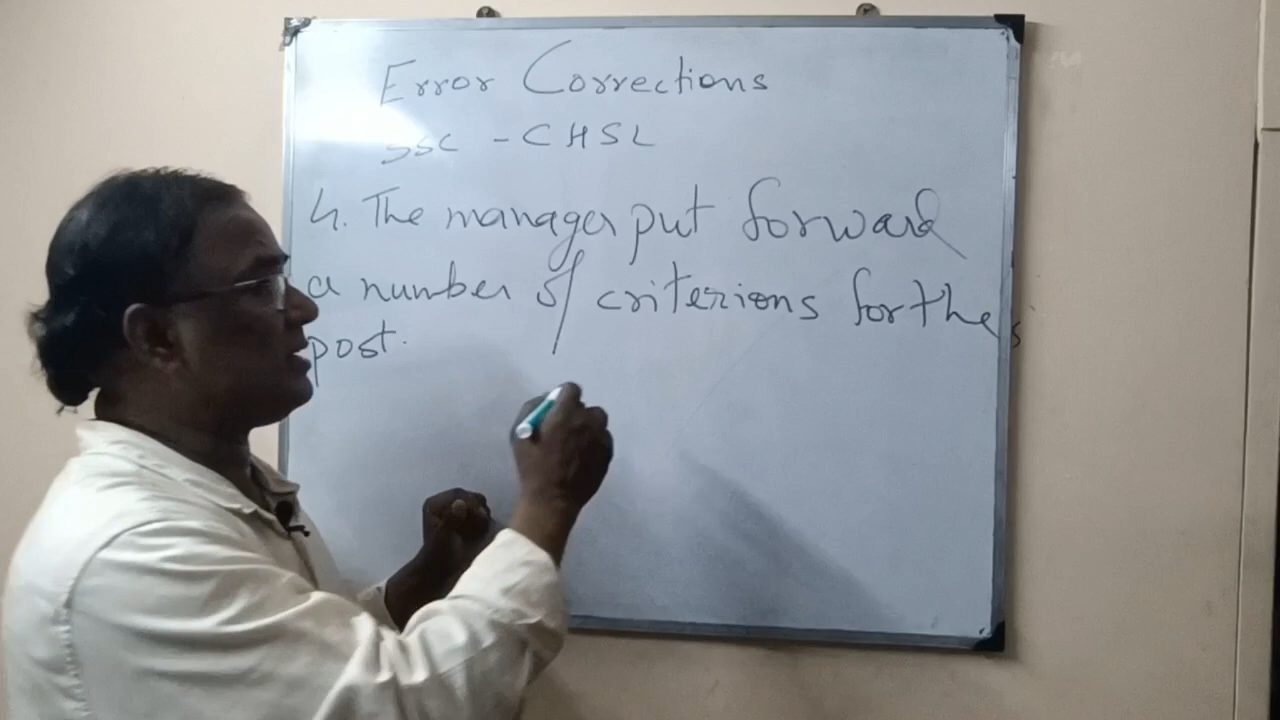 Error Corrections
SSC - CHSL
4. The manager put forward
a number of criterions for the
post.